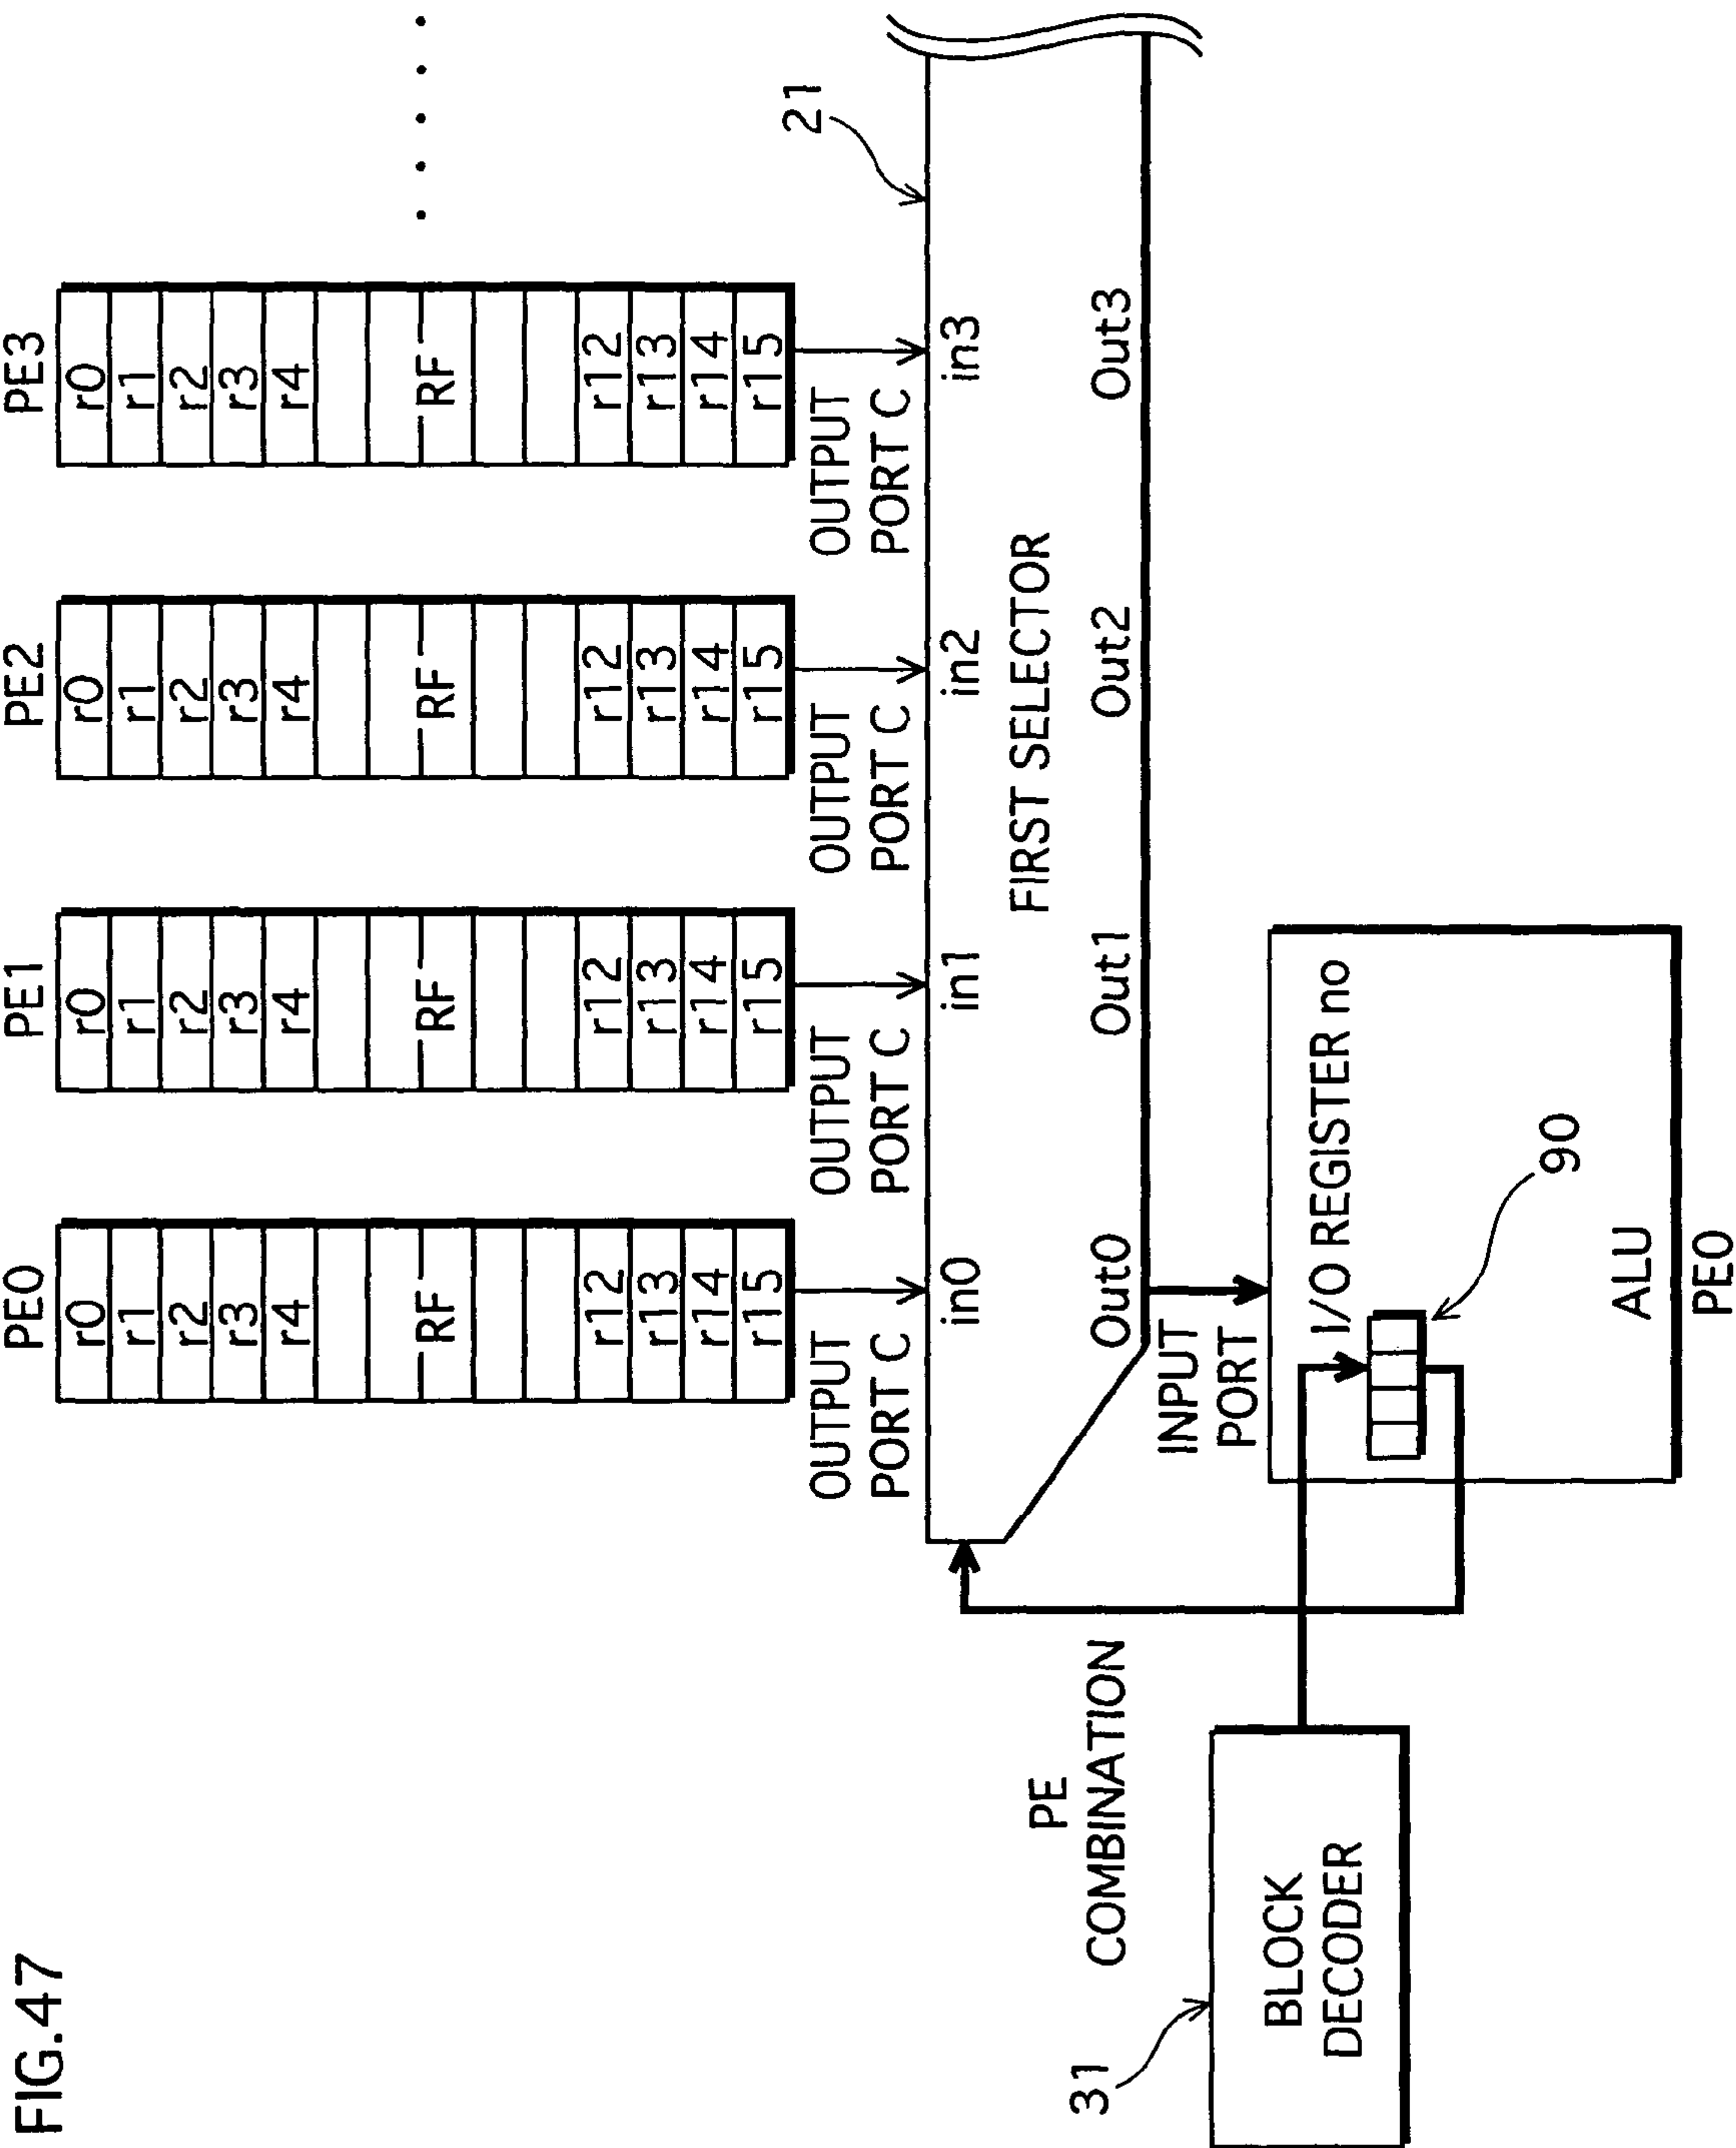 FIG.47
PE0
r0
r1
r2
r3
r4
RF
r12
r13
r14
r15
PE1
r0
r1
r2
r3
r4
RF
r12
r13
r14
r15
PE2
r0
r1
r2
r3
r4
RF
r12
r13
r14
r15
PE3
r0
r1
r2
r3
r4
RF
r12
r13
r14
r15
OUTPUT
PORT C
OUTPUT
PORT C
OUTPUT
PORT C
OUTPUT
PORT C
21
in0
in1
in2
in3
FIRST SELECTOR
Out0
Out1
Out2
Out3
PE
COMBINATION
INPUT
PORT
31
BLOCK
DECODER
I/O REGISTER no
90
ALU
PE0